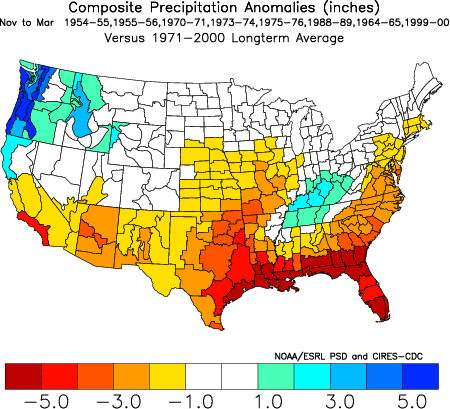 Composite Precipitation Anomalies (inches)
Nov to Mar 1954-55,1955-56,1970-71,1973-74,1975-76,1988-89,1964-65,1999-00
Versus 1971-2000 Longterm Average
NOAA/ESRL PSD and CIRES-CDC
-5.0 -3.0 -1.0 1.0 3.0 5.0